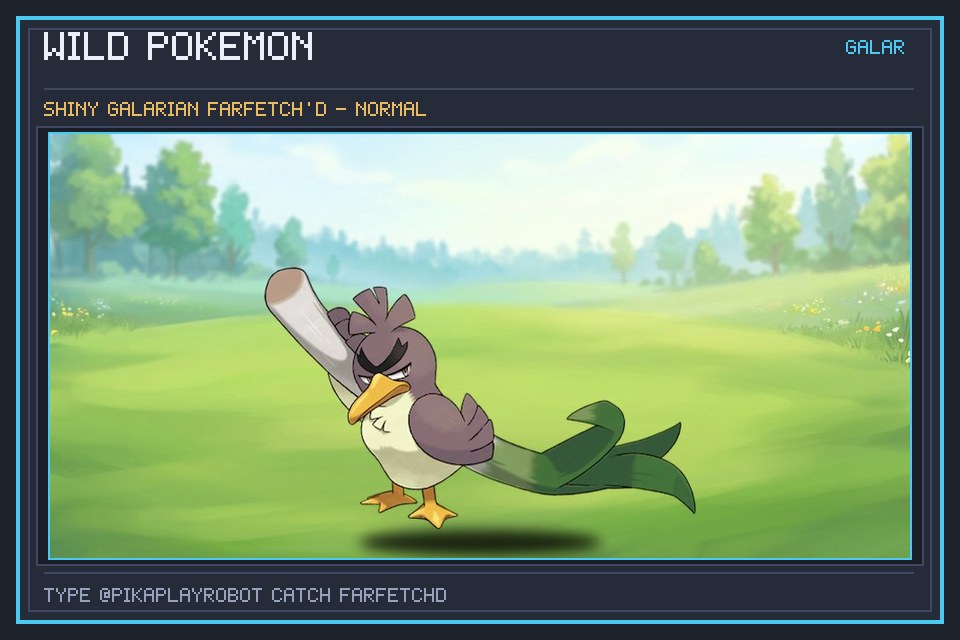 WILD POKEMON
GALAR
SHINY GALARIAN FARFETCH'D - NORMAL
TYPE @PIKAPLAYROBOT CATCH FARFETCHD